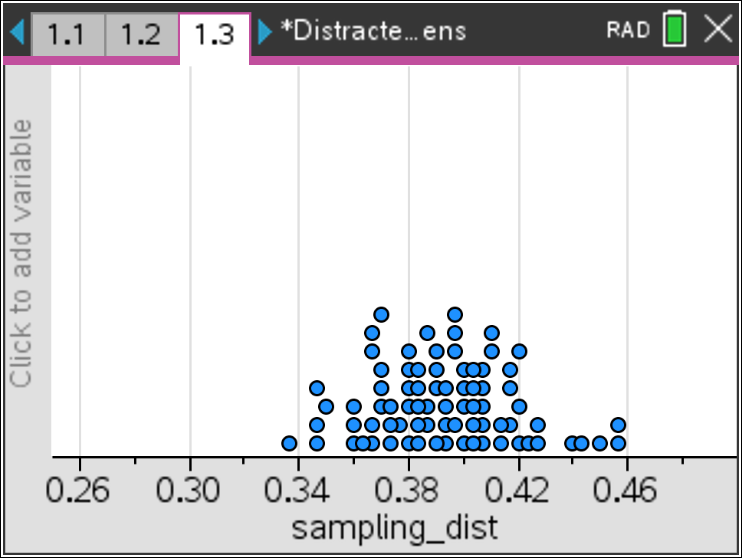 1.1 1.2 1.3 *Distracte…ens RAD
Click to add variable
0.26 0.30 0.34 0.38 0.42 0.46
sampling_dist